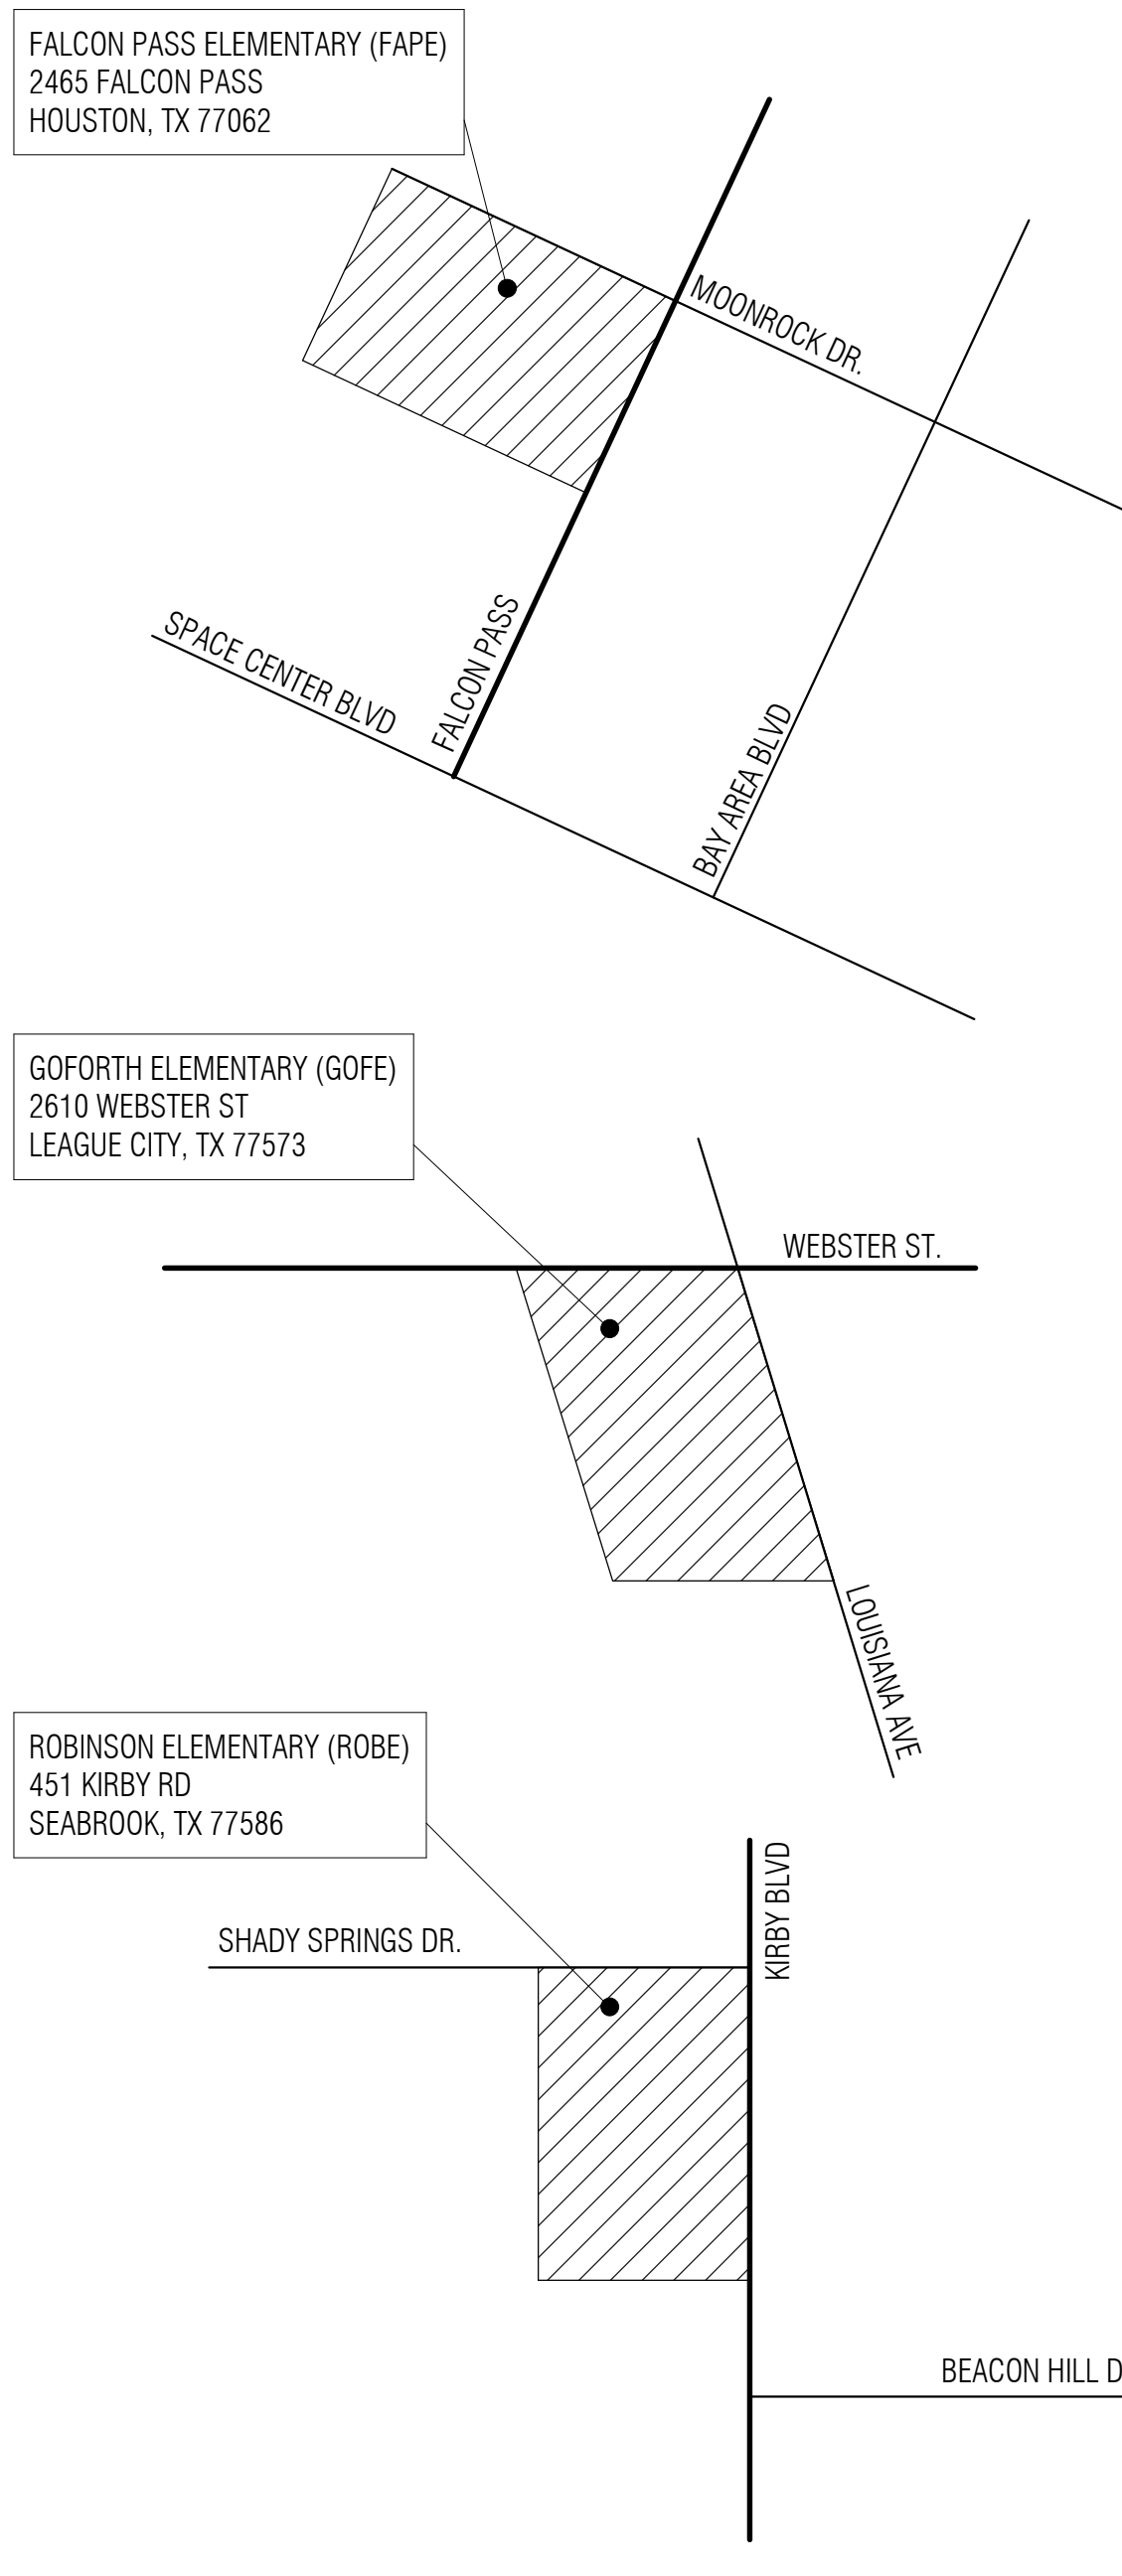 FALCON PASS ELEMENTARY (FAPE)
2465 FALCON PASS
HOUSTON, TX 77062
MOONROCK DR.
SPACE CENTER BLVD
FALCON PASS
BAY AREA BLVD
GOFORTH ELEMENTARY (GOFE)
2610 WEBSTER ST
LEAGUE CITY, TX 77573
WEBSTER ST.
LOUISIANA AVE
ROBINSON ELEMENTARY (ROBE)
451 KIRBY RD
SEABROOK, TX 77586
KIRBY BLVD
SHADY SPRINGS DR.
BEACON HILL D